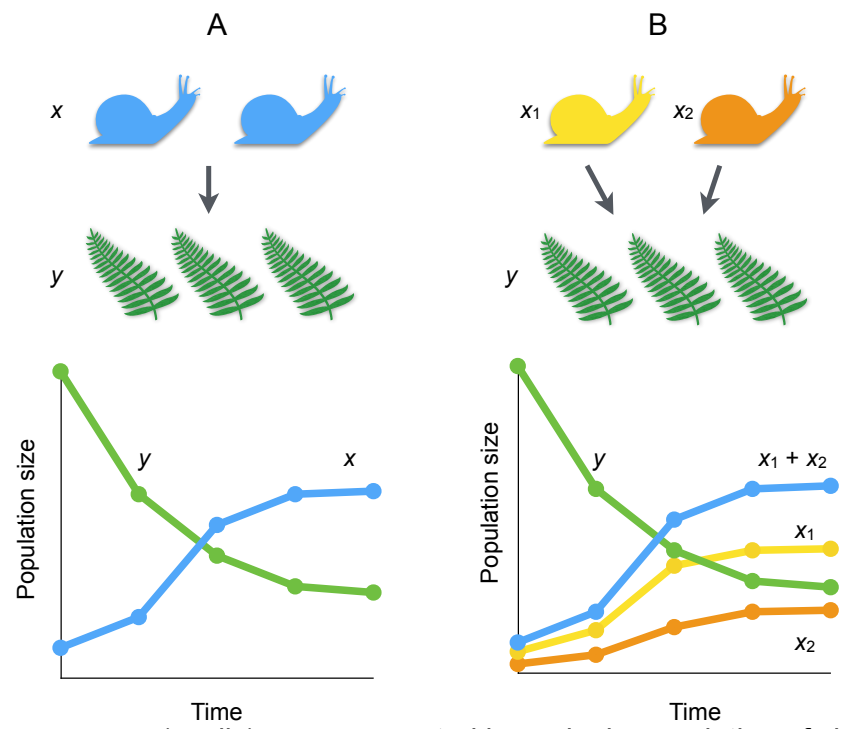 A
B
x
x₁
x₂
y
y
Population size
y
x
Time
Population size
y
x₁ + x₂
x₁
x₂
Time